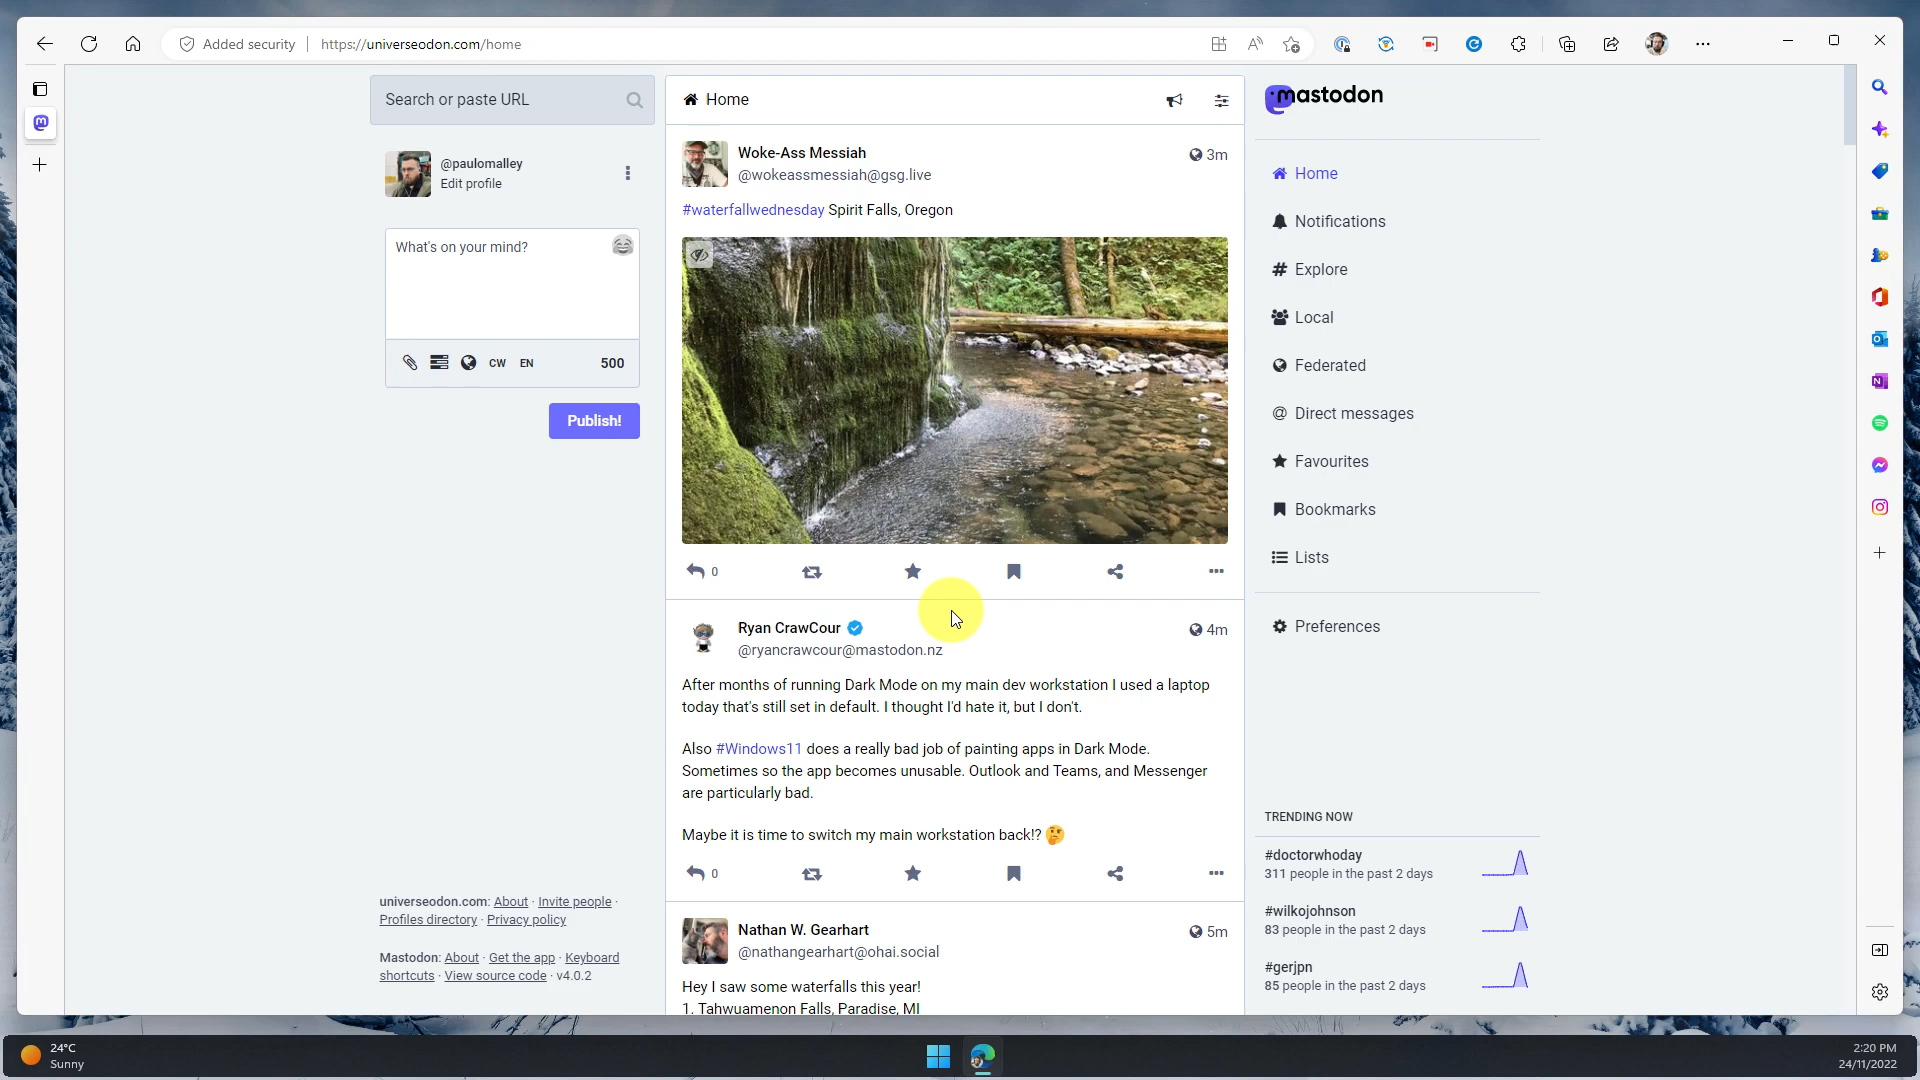 Added security
https://universeodon.com/home
Search or paste URL
@paulomalley
Edit profile
What's on your mind?
CW EN 500
Publish!
universeodon.com: About · Invite people ·
Profiles directory · Privacy policy
Mastodon: About · Get the app · Keyboard
shortcuts · View source code · v4.0.2
Home
Woke-Ass Messiah
3m
@wokeassmessiah@gsg.live
#waterfallwednesday Spirit Falls, Oregon
0
Ryan CrawCour
4m
@ryancrawcour@mastodon.nz
After months of running Dark Mode on my main dev workstation I used a laptop
today that's still set in default. I thought I'd hate it, but I don't.
Also #Windows11 does a really bad job of painting apps in Dark Mode.
Sometimes so the app becomes unusable. Outlook and Teams, and Messenger
are particularly bad.
Maybe it is time to switch my main workstation back!? 🤔
0
Nathan W. Gearhart
5m
@nathangearhart@ohai.social
Hey I saw some waterfalls this year!
1. Tahwuamenon Falls, Paradise, MI
mastodon
Home
Notifications
Explore
Local
Federated
Direct messages
Favourites
Bookmarks
Lists
Preferences
TRENDING NOW
#doctorwhoday
311 people in the past 2 days
#wilkojohnson
83 people in the past 2 days
#gerjpn
85 people in the past 2 days
24°C
Sunny
2:20 PM
24/11/2022